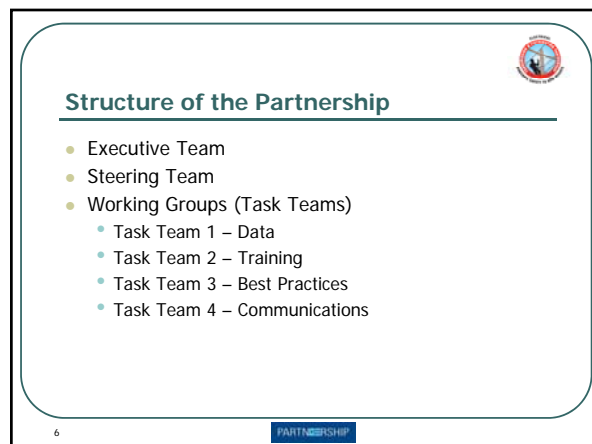 Structure of the Partnership
Executive Team
Steering Team
Working Groups (Task Teams)
Task Team 1 – Data
Task Team 2 – Training
Task Team 3 – Best Practices
Task Team 4 – Communications
6
PARTNERSHIP